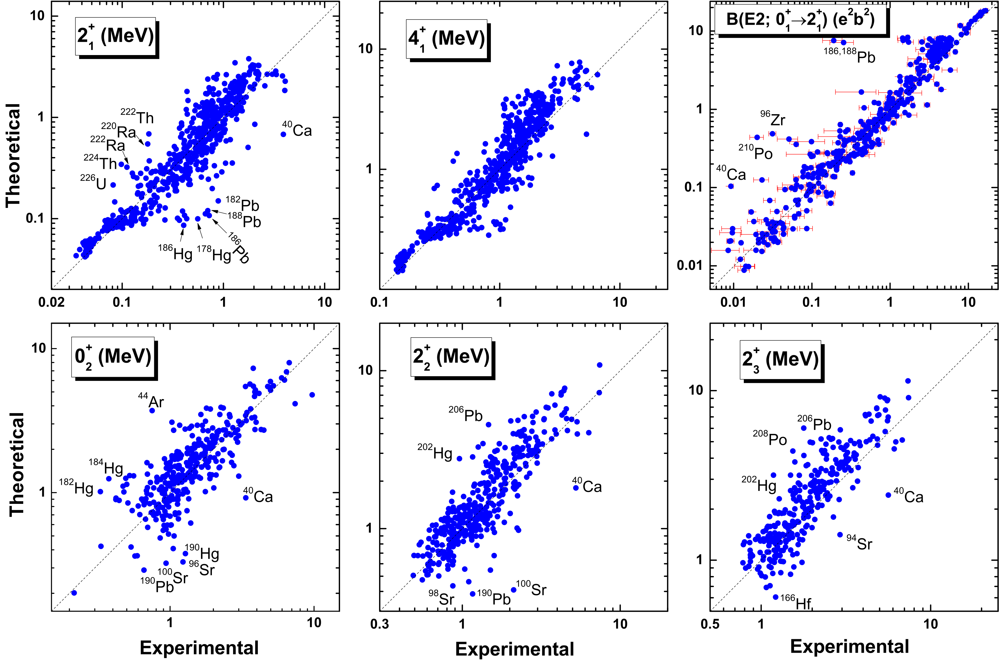 2₁⁺ (MeV)
10
1
0.1
0.02
0.1
1
10
Theoretical
²²²Th
²²⁰Ra
²²²Ra
²²⁴Th
²²⁶U
⁴⁰Ca
¹⁸²Pb
¹⁸⁸Pb
¹⁸⁶Pb
¹⁸⁶Hg
¹⁷⁸Hg
4₁⁺ (MeV)
10
1
0.1
1
10
B(E2; 0₁⁺→2₁⁺) (e²b²)
10
1
0.1
0.01
0.01
0.1
1
10
¹⁸⁶,¹⁸⁸Pb
⁹⁶Zr
²¹⁰Po
⁴⁰Ca
0₂⁺ (MeV)
10
1
1
10
Theoretical
Experimental
⁴⁴Ar
¹⁸⁴Hg
¹⁸²Hg
⁴⁰Ca
¹⁹⁰Hg
⁹⁶Sr
¹⁰⁰Sr
¹⁹⁰Pb
2₂⁺ (MeV)
10
1
0.3
1
10
Experimental
²⁰⁶Pb
²⁰²Hg
⁴⁰Ca
¹⁰⁰Sr
¹⁹⁰Pb
⁹⁸Sr
2₃⁺ (MeV)
10
1
0.5
1
10
Experimental
²⁰⁶Pb
²⁰⁸Po
²⁰²Hg
⁴⁰Ca
⁹⁴Sr
¹⁶⁶Hf